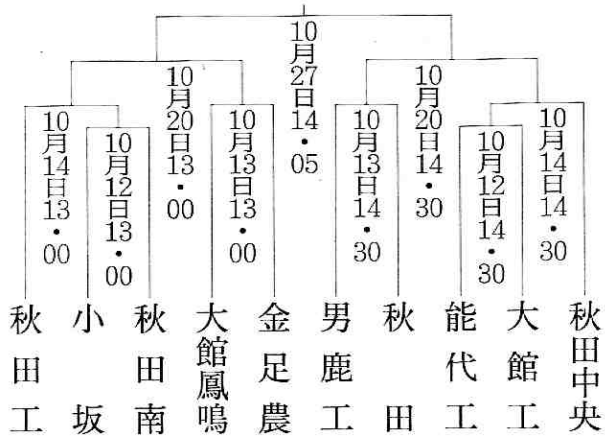 10月27日14・05
10月20日13・00
10月20日14・30
10月14日13・00
10月12日13・00
10月13日13・00
10月13日14・30
10月12日14・30
10月14日14・30
秋田工
小坂
秋田南
大館鳳鳴
金足農
男鹿工
秋田
能代工
大館工
秋田中央